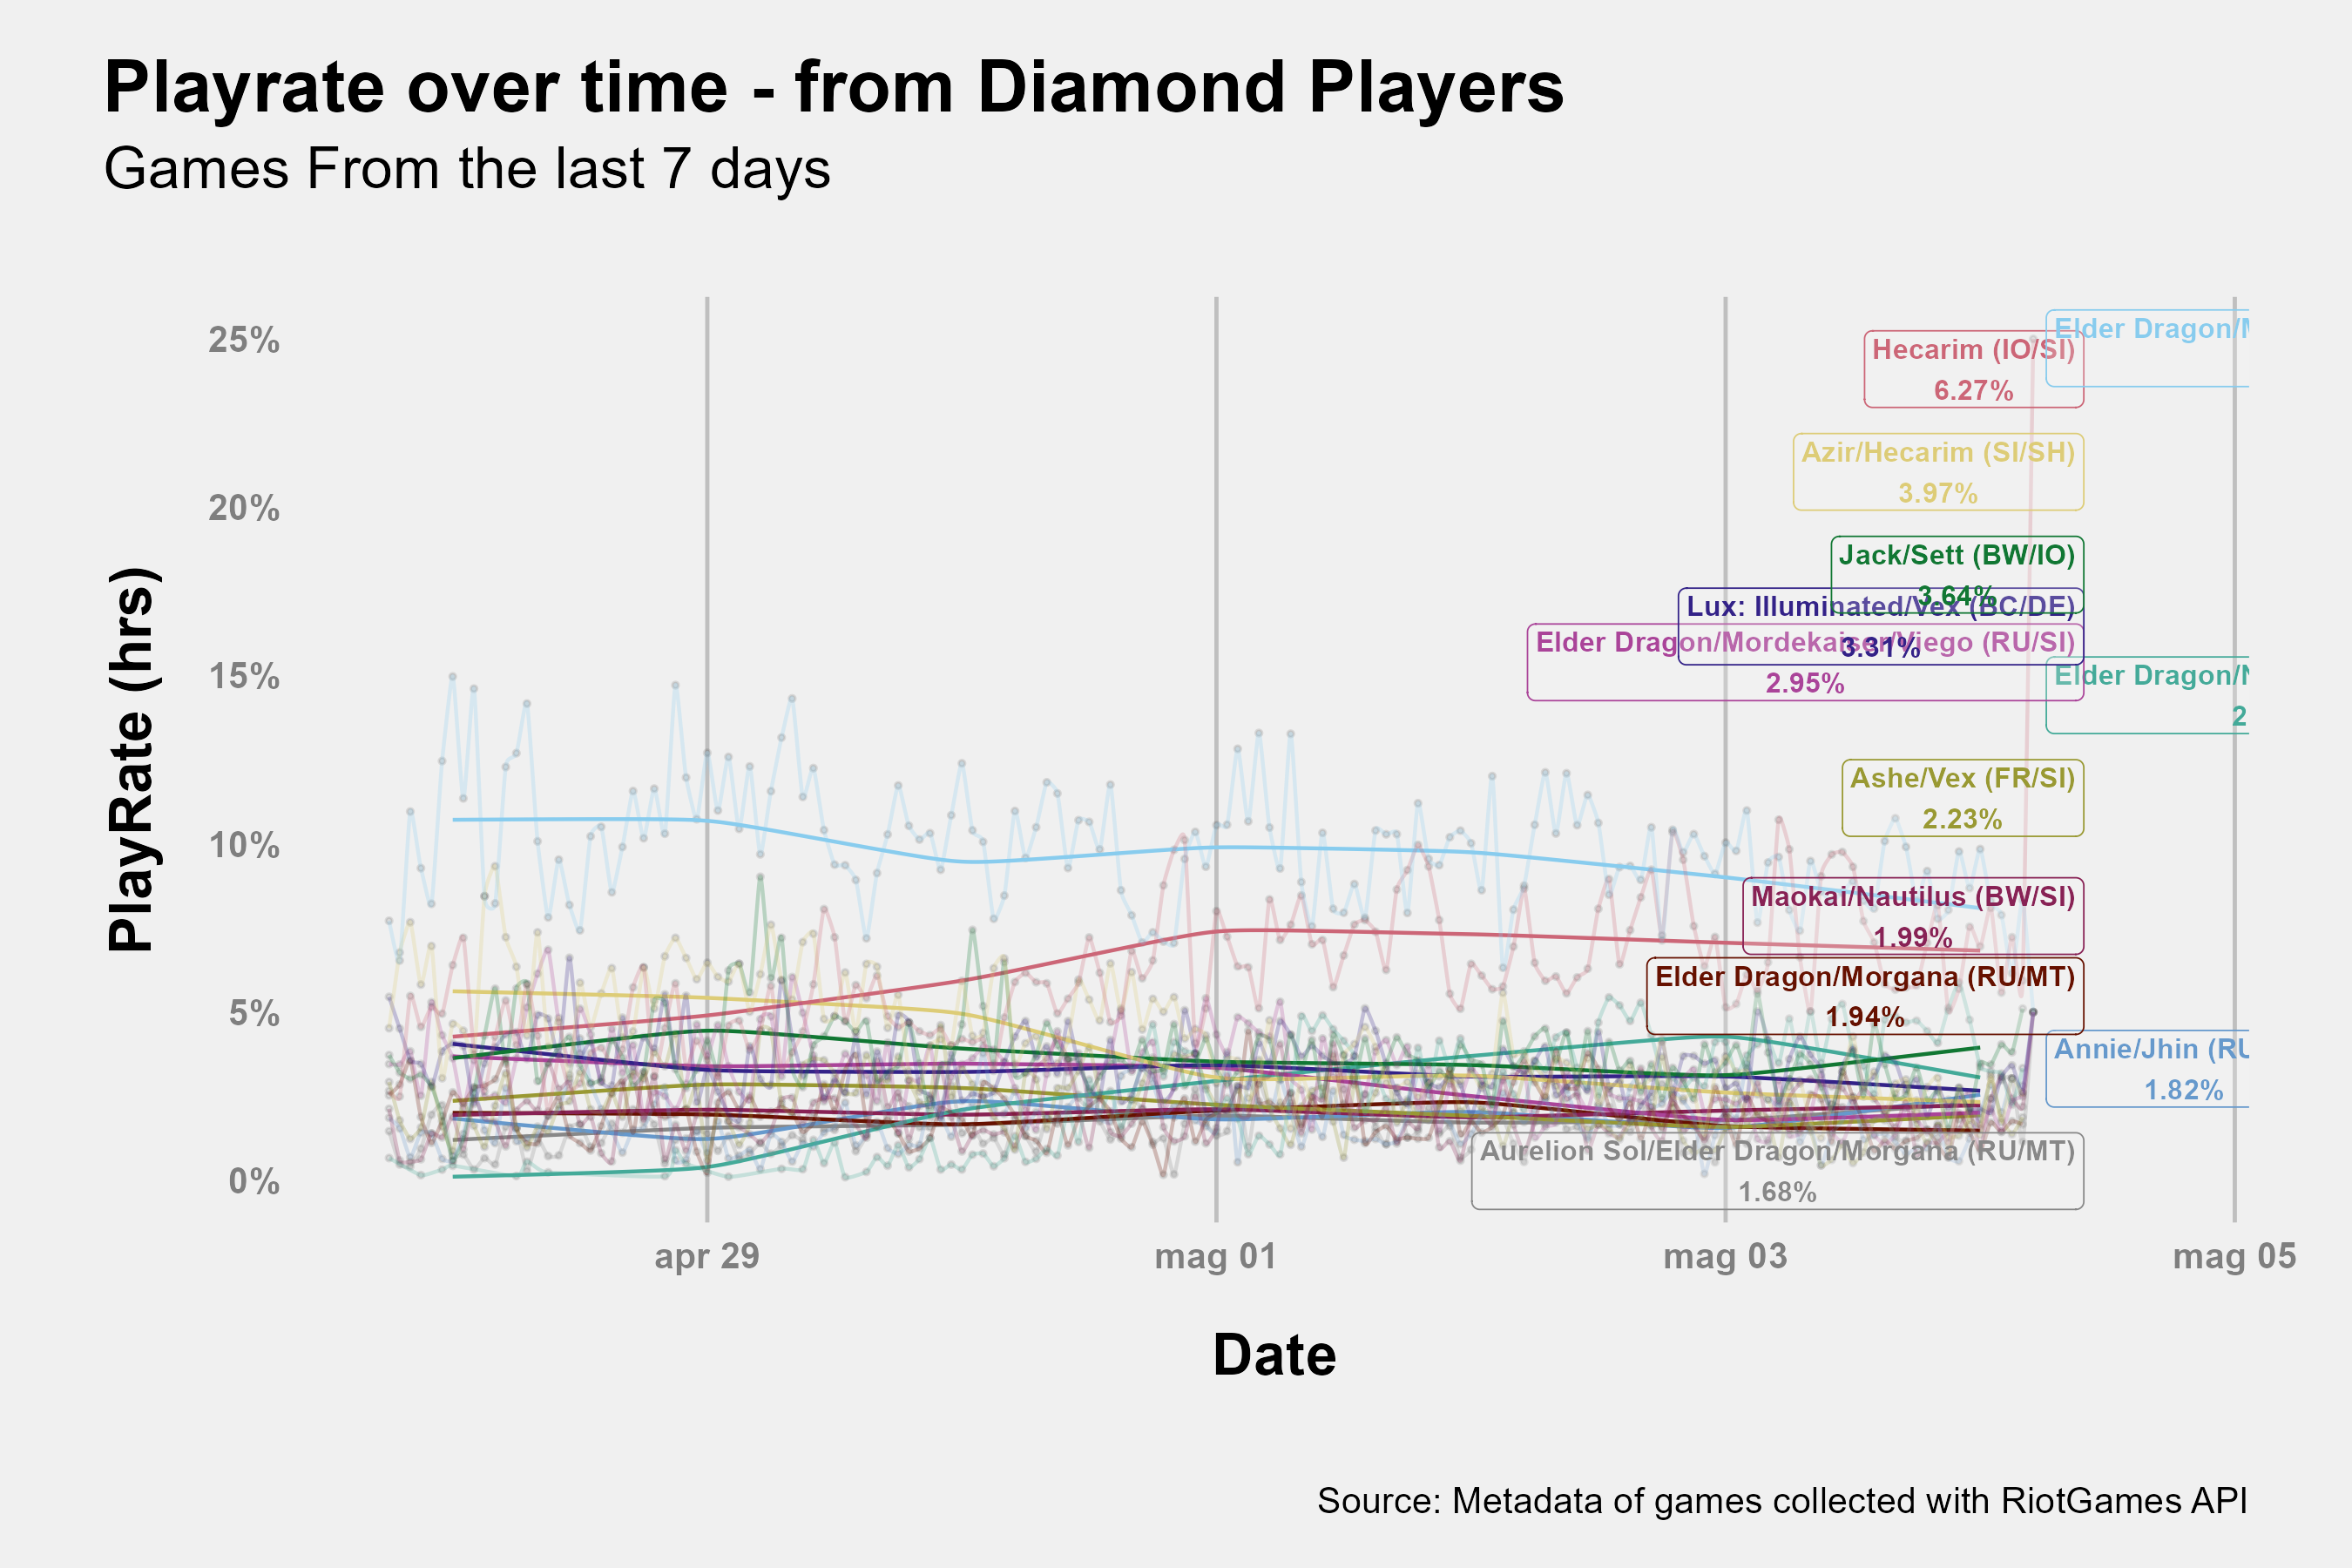 Playrate over time - from Diamond Players
Games From the last 7 days
PlayRate (hrs)
25%
20%
15%
10%
5%
0%
Elder Dragon/
Hecarim (IO/SI)
6.27%
Azir/Hecarim (SI/SH)
3.97%
Jack/Sett (BW/IO)
3.64%
Lux: Illuminated/Vex (BC/DE)
3.31%
Elder Dragon/Mordekaiser/Viego (RU/SI)
2.95%
Elder Dragon/
2
Ashe/Vex (FR/SI)
2.23%
Maokai/Nautilus (BW/SI)
1.99%
Elder Dragon/Morgana (RU/MT)
1.94%
Annie/Jhin (RU
1.82%
Aurelion Sol/Elder Dragon/Morgana (RU/MT)
1.68%
apr 29
mag 01
mag 03
mag 05
Date
Source: Metadata of games collected with RiotGames API